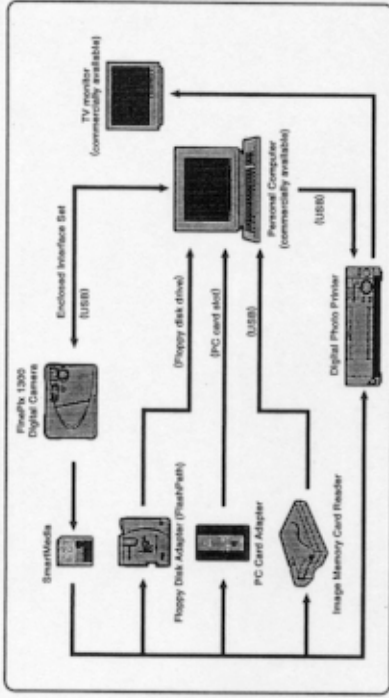 FinePix 1300
Digital Camera
Enclosed Interface Set
(USB)
TV monitor
(commercially available)
SmartMedia
Floppy Disk Adapter (FlashPath)
(Floppy disk drive)
PC Card Adapter
(PC card slot)
Personal Computer
(commercially available)
Image Memory Card Reader
(USB)
(USB)
Digital Photo Printer